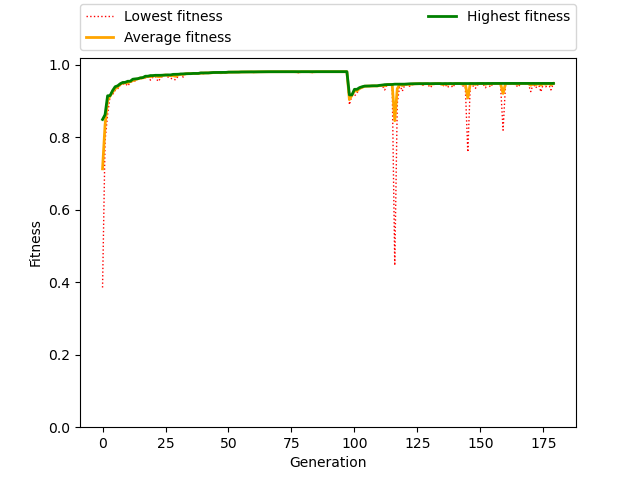 Lowest fitness
Average fitness
Highest fitness
1.0
0.8
0.6
0.4
0.2
0.0
Fitness
0 25 50 75 100 125 150 175
Generation